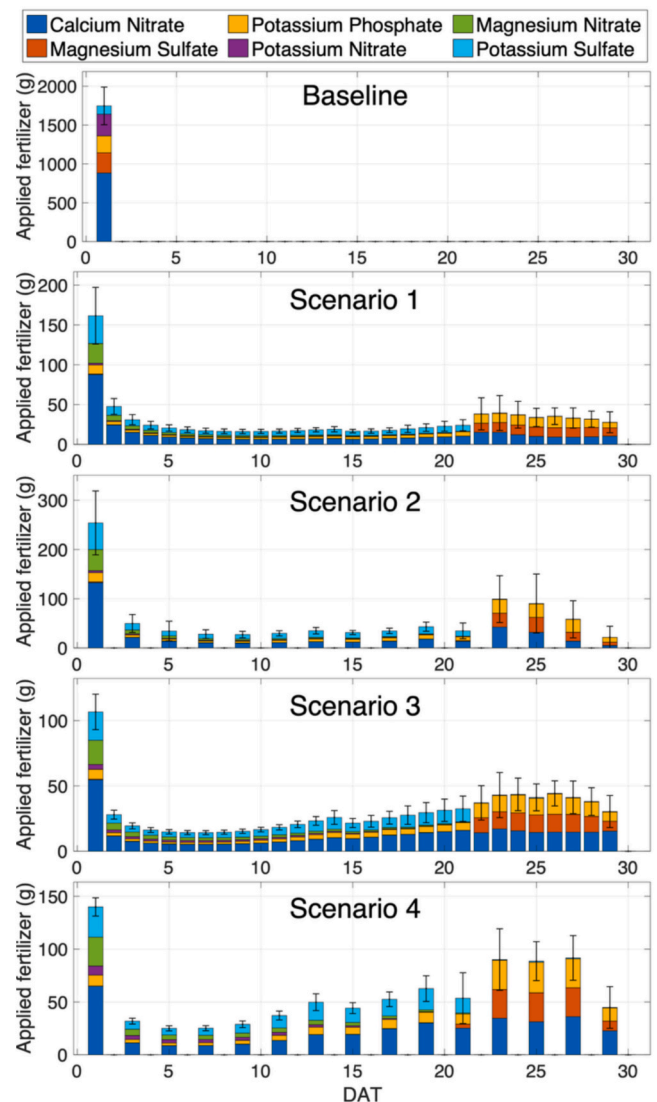 Calcium Nitrate Potassium Phosphate Magnesium Nitrate
Magnesium Sulfate Potassium Nitrate Potassium Sulfate
Baseline
Applied fertilizer (g)
2000
1500
1000
500
0
0 5 10 15 20 25 30
Scenario 1
Applied fertilizer (g)
200
150
100
50
0
0 5 10 15 20 25 30
Scenario 2
Applied fertilizer (g)
300
200
100
0
0 5 10 15 20 25 30
Scenario 3
Applied fertilizer (g)
100
50
0
0 5 10 15 20 25 30
Scenario 4
Applied fertilizer (g)
150
100
50
0
0 5 10 15 20 25 30
DAT